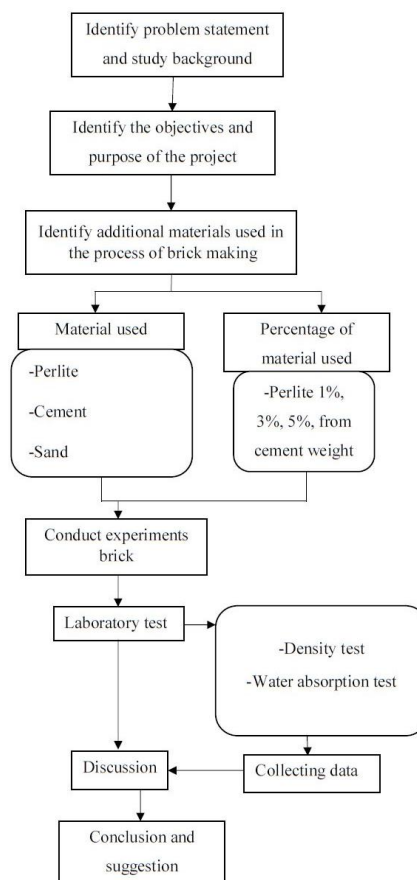 Identify problem statement
and study background
Identify the objectives and
purpose of the project
Identify additional materials used in
the process of brick making
Material used
-Perlite
-Cement
-Sand
Percentage of
material used
-Perlite 1%,
3%, 5%, from
cement weight
Conduct experiments
brick
Laboratory test
-Density test
-Water absorption test
Collecting data
Discussion
Conclusion and
suggestion